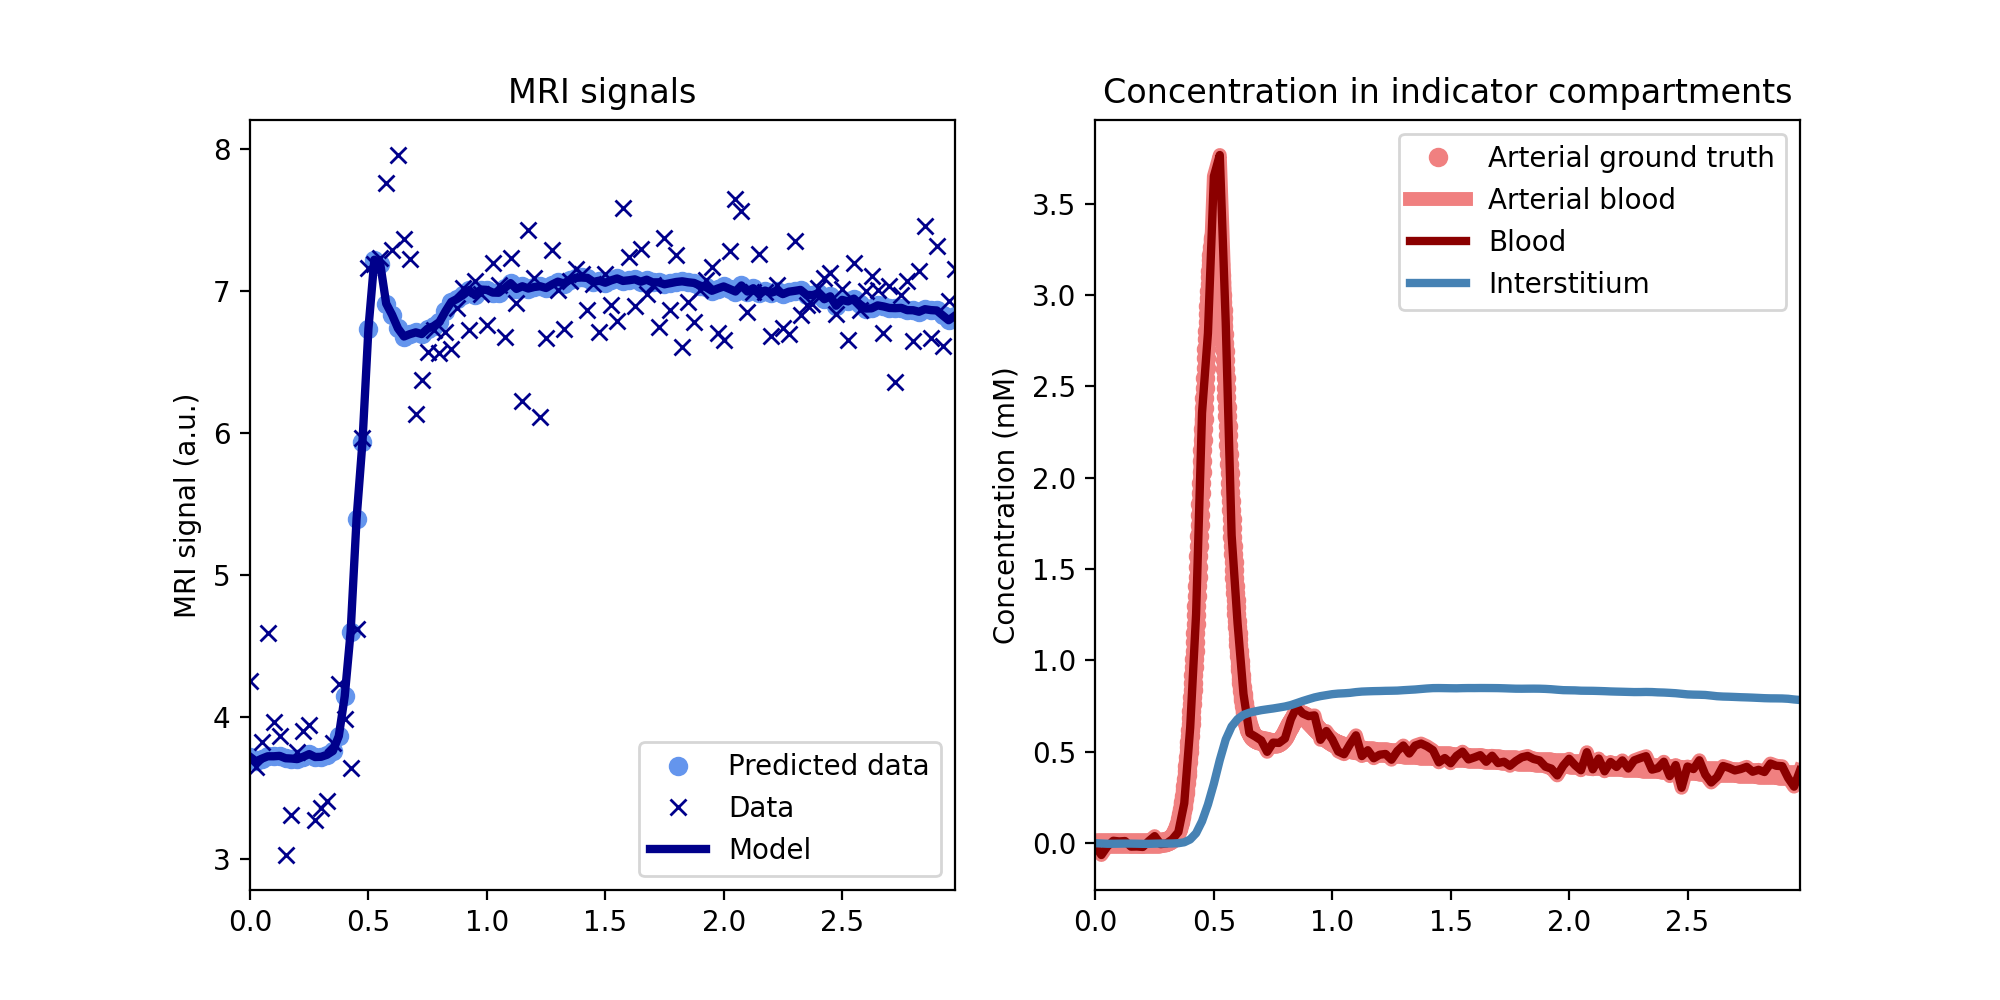 MRI signals
MRI signal (a.u.)
8
7
6
5
4
3
0.0 0.5 1.0 1.5 2.0 2.5
Predicted data
Data
Model
Concentration in indicator compartments
Concentration (mM)
3.5
3.0
2.5
2.0
1.5
1.0
0.5
0.0
0.0 0.5 1.0 1.5 2.0 2.5
Arterial ground truth
Arterial blood
Blood
Interstitium